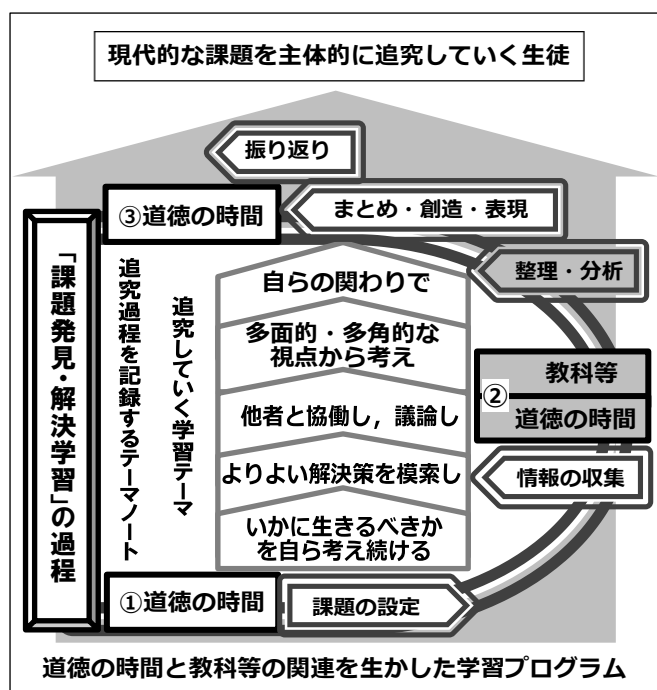 現代的な課題を主体的に追究していく生徒
振り返り
③道徳の時間
まとめ・創造・表現
「課題発見・解決学習」の過程
追究過程を記録するテーマノート
追究していく学習テーマ
自らの関わりで
整理・分析
多面的・多角的な
視点から考え
②
教科等
道徳の時間
他者と協働し，議論し
よりよい解決策を模索し
情報の収集
いかに生きるべきか
を自ら考え続ける
①道徳の時間
課題の設定
道徳の時間と教科等の関連を生かした学習プログラム